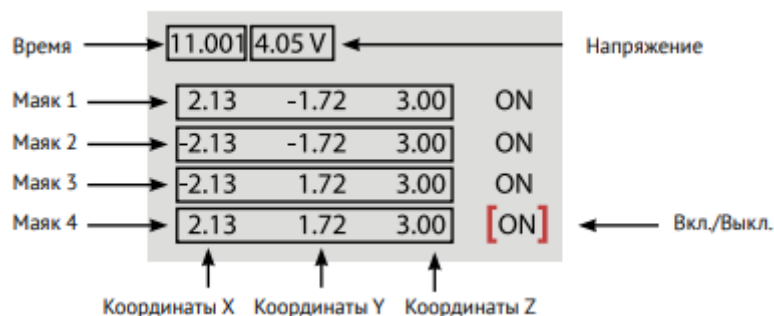 Время 11.001 4.05 V Напряжение
Маяк 1 2.13 -1.72 3.00 ON
Маяк 2 -2.13 -1.72 3.00 ON
Маяк 3 -2.13 1.72 3.00 ON
Маяк 4 2.13 1.72 3.00 [ON] Вкл./Выкл.
Координаты X Координаты Y Координаты Z